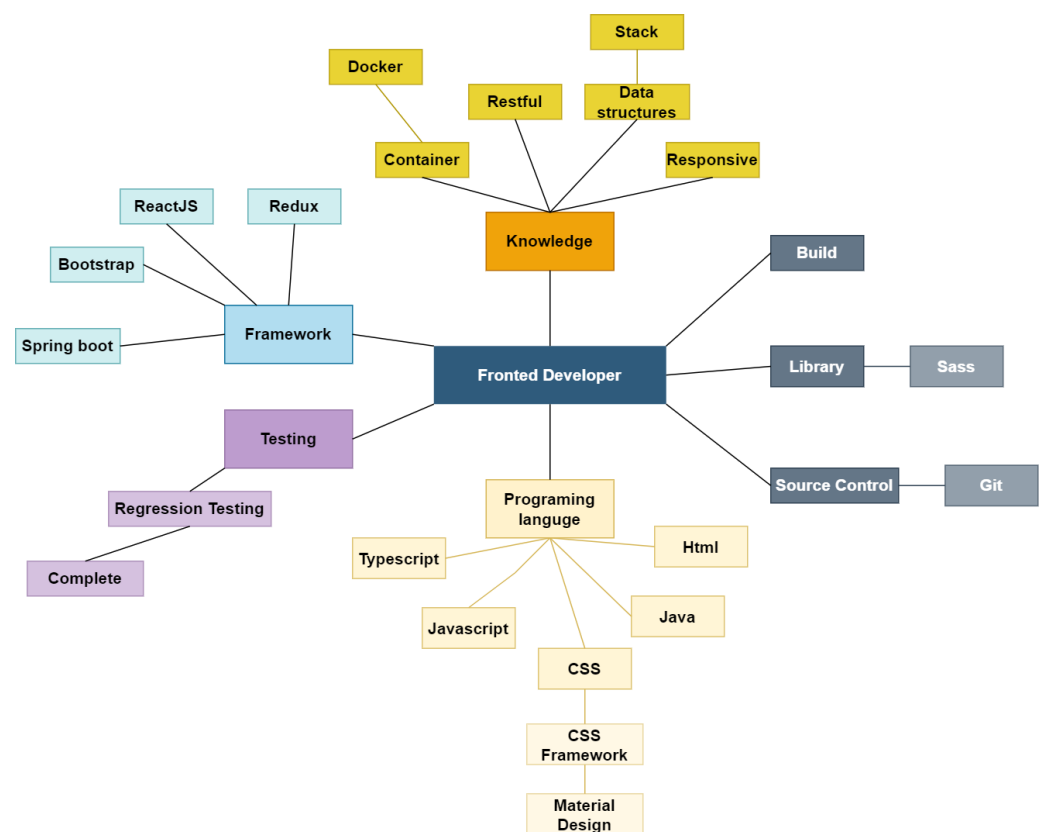 Stack
Docker
Restful
Data
structures
Container
Responsive
ReactJS
Redux
Knowledge
Build
Bootstrap
Framework
Spring boot
Fronted Developer
Library
Sass
Testing
Source Control
Git
Programing
languge
Regression Testing
Html
Typescript
Complete
Java
Javascript
CSS
CSS
Framework
Material
Design